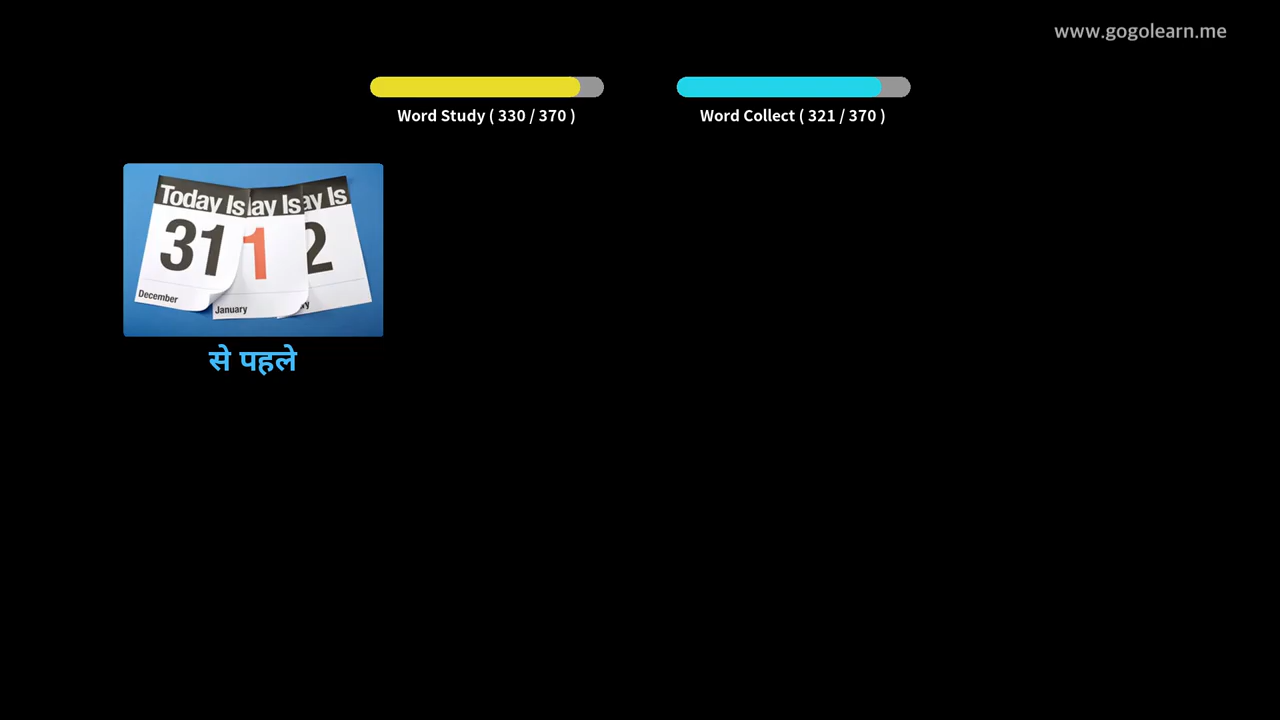 www.gogolearn.me
Word Study ( 330 / 370 )
Word Collect ( 321 / 370 )
Today Is ay Is ay Is
31 1 2
December
January
से पहले